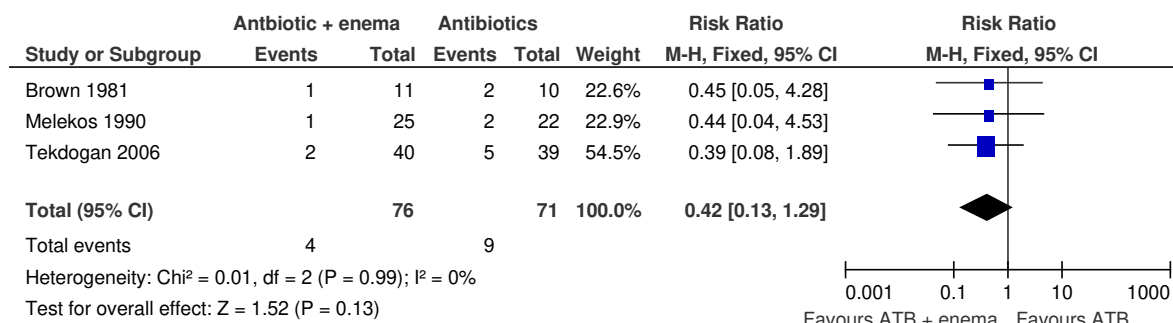 Antbiotic + enema Antibiotics Risk Ratio Risk Ratio
Study or Subgroup Events Total Events Total Weight M-H, Fixed, 95% CI M-H, Fixed, 95% CI
Brown 1981 1 11 2 10 22.6% 0.45 [0.05, 4.28]
Melekos 1990 1 25 2 22 22.9% 0.44 [0.04, 4.53]
Tekdogan 2006 2 40 5 39 54.5% 0.39 [0.08, 1.89]
Total (95% CI) 76 71 100.0% 0.42 [0.13, 1.29]
Total events 4 9
Heterogeneity: Chi² = 0.01, df = 2 (P = 0.99); I² = 0%
Test for overall effect: Z = 1.52 (P = 0.13)
0.001 0.1 1 10 1000
Favours ATB + enema Favours ATB